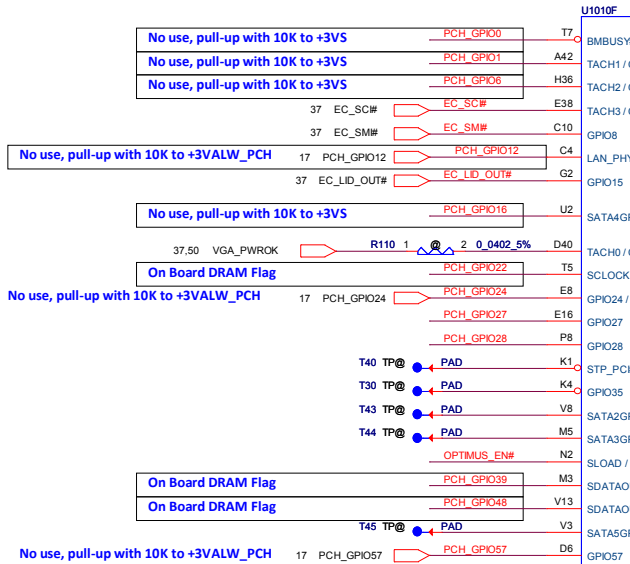 U1010F
No use, pull-up with 10K to +3VS PCH_GPIO0 T7 BMBUSY
No use, pull-up with 10K to +3VS PCH_GPIO1 A42 TACH1 /
No use, pull-up with 10K to +3VS PCH_GPIO6 H36 TACH2 /
37 EC_SCI# EC_SCI# E38 TACH3 /
37 EC_SMI# EC_SMI# C10 GPIO8
No use, pull-up with 10K to +3VALW_PCH 17 PCH_GPIO12 PCH_GPIO12 C4 LAN_PHY
37 EC_LID_OUT# EC_LID_OUT# G2 GPIO15
No use, pull-up with 10K to +3VS PCH_GPIO16 U2 SATA4GP
37,50 VGA_PWROK R110 1 @ 2 0_0402_5% D40 TACH0 /
On Board DRAM Flag PCH_GPIO22 T5 SCLOCK
No use, pull-up with 10K to +3VALW_PCH 17 PCH_GPIO24 PCH_GPIO24 E8 GPIO24 /
PCH_GPIO27 E16 GPIO27
PCH_GPIO28 P8 GPIO28
T40 TP@ PAD K1 STP_PCI
T30 TP@ PAD K4 GPIO35
T43 TP@ PAD V8 SATA2GP
T44 TP@ PAD M5 SATA3GP
OPTIMUS_EN# N2 SLOAD /
On Board DRAM Flag PCH_GPIO39 M3 SDATAO
On Board DRAM Flag PCH_GPIO48 V13 SDATAO
T45 TP@ PAD V3 SATA5GP
No use, pull-up with 10K to +3VALW_PCH 17 PCH_GPIO57 PCH_GPIO57 D6 GPIO57